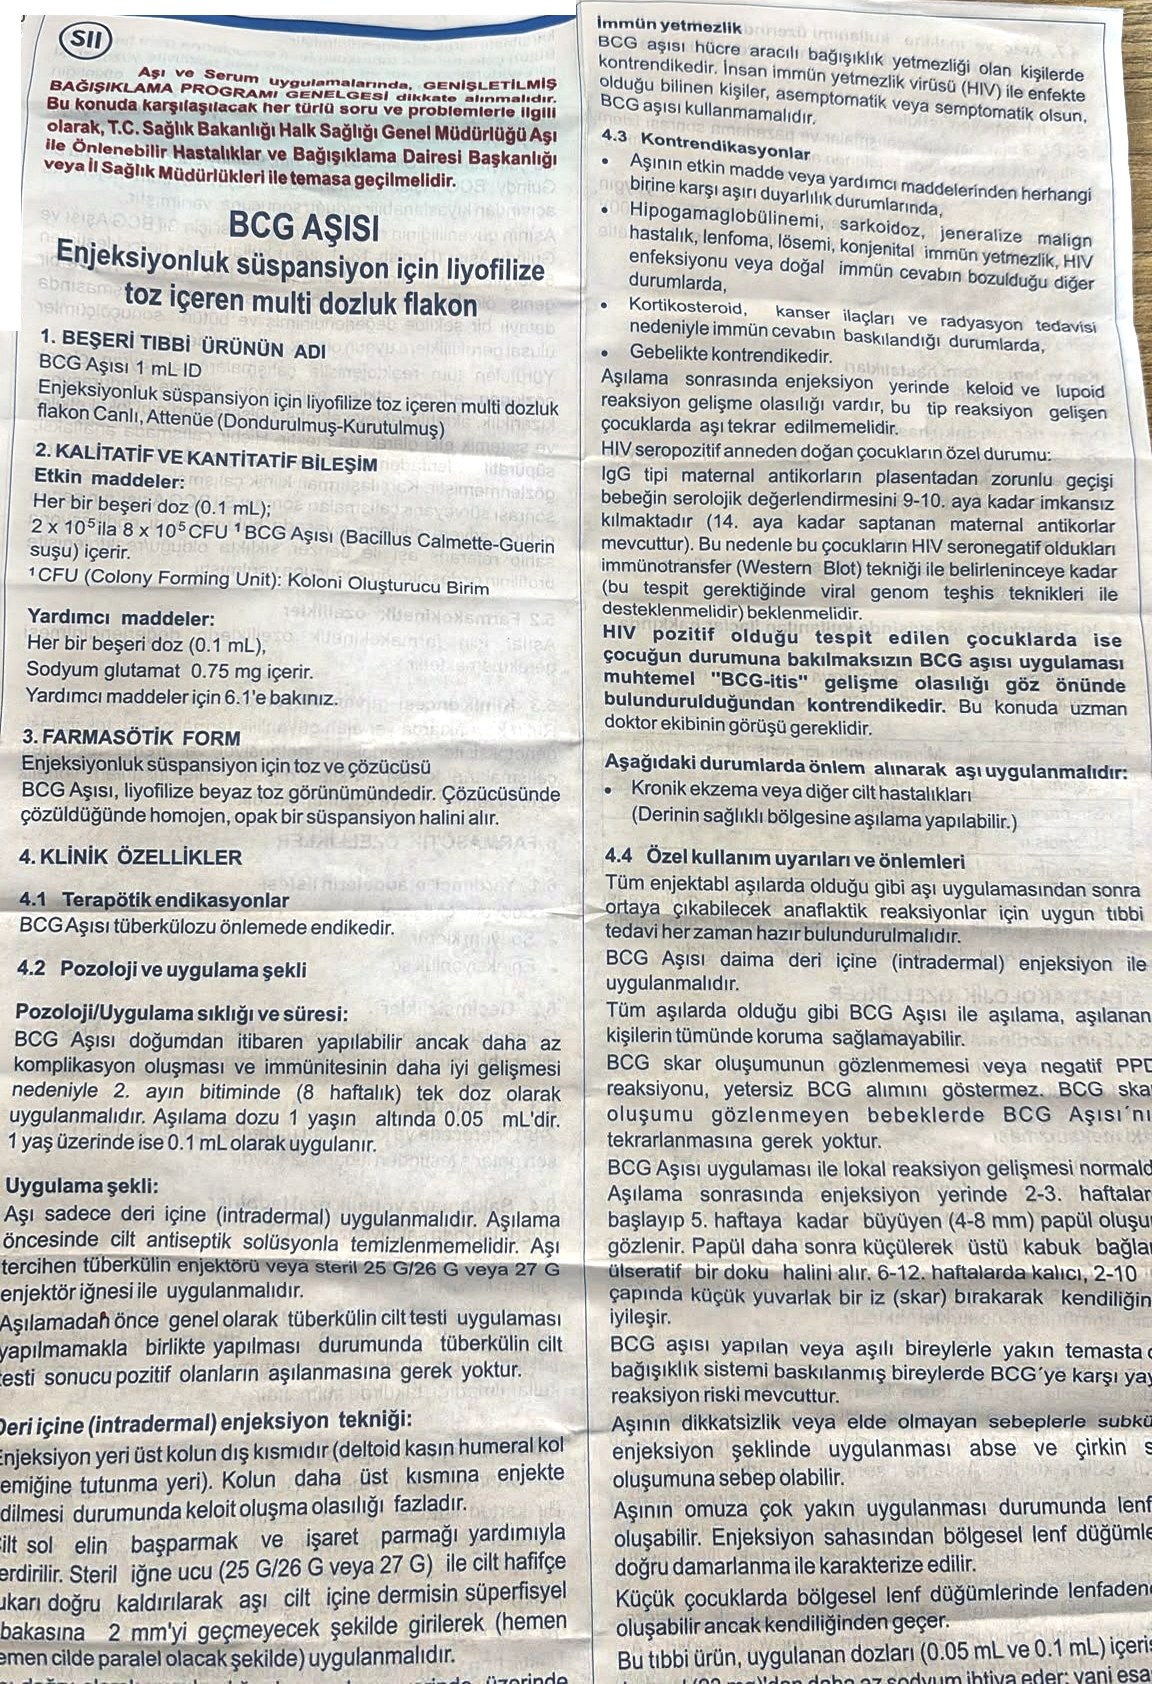 SII
Aşı ve Serum uygulamalarında, GENİŞLETİLMİŞ
BAĞIŞIKLAMA PROGRAMI GENELGESİ dikkate alınmalıdır.
Bu konuda karşılaşılacak her türlü soru ve problemlerle ilgili
olarak, T.C. Sağlık Bakanlığı Halk Sağlığı Genel Müdürlüğü Aşı
ile Önlenebilir Hastalıklar ve Bağışıklama Dairesi Başkanlığı
veya İl Sağlık Müdürlükleri ile temasa geçilmelidir.
BCG AŞISI
Enjeksiyonluk süspansiyon için liyofilize
toz içeren multi dozluk flakon
1. BEŞERİ TIBBİ ÜRÜNÜN ADI
BCG Aşısı 1 mL ID
Enjeksiyonluk süspansiyon için liyofilize toz içeren multi dozluk
flakon Canlı, Attenüe (Dondurulmuş-Kurutulmuş)
2. KALİTATİF VE KANTİTATİF BİLEŞİM
Etkin maddeler:
Her bir beşeri doz (0.1 mL);
2 x 10⁵ ila 8 x 10⁵ CFU ¹ BCG Aşısı (Bacillus Calmette-Guerin
suşu) içerir.
¹ CFU (Colony Forming Unit): Koloni Oluşturucu Birim
Yardımcı maddeler:
Her bir beşeri doz (0.1 mL),
Sodyum glutamat 0.75 mg içerir.
Yardımcı maddeler için 6.1'e bakınız.
3. FARMASÖTİK FORM
Enjeksiyonluk süspansiyon için toz ve çözücüsü
BCG Aşısı, liyofilize beyaz toz görünümündedir. Çözücüsünde
çözüldüğünde homojen, opak bir süspansiyon halini alır.
4. KLİNİK ÖZELLİKLER
4.1 Terapötik endikasyonlar
BCG Aşısı tüberkülozu önlemede endikedir.
4.2 Pozoloji ve uygulama şekli
Pozoloji/Uygulama sıklığı ve süresi:
BCG Aşısı doğumdan itibaren yapılabilir ancak daha az
komplikasyon oluşması ve immünitesinin daha iyi gelişmesi
nedeniyle 2. ayın bitiminde (8 haftalık) tek doz olarak
uygulanmalıdır. Aşılama dozu 1 yaşın altında 0.05 mL'dir.
1 yaş üzerinde ise 0.1 mL olarak uygulanır.
Uygulama şekli:
Aşı sadece deri içine (intradermal) uygulanmalıdır. Aşılama
öncesinde cilt antiseptik solüsyonla temizlenmemelidir. Aşı
tercihen tüberkülin enjektörü veya steril 25 G/26 G veya 27 G
enjektör iğnesi ile uygulanmalıdır.
Aşılamadan önce genel olarak tüberkülin cilt testi uygulaması
yapılmamakla birlikte yapılması durumunda tüberkülin cilt
testi sonucu pozitif olanların aşılanmasına gerek yoktur.
Deri içine (intradermal) enjeksiyon tekniği:
Enjeksiyon yeri üst kolun dış kısmıdır (deltoid kasın humeral kol
emiğine tutunma yeri). Kolun daha üst kısmına enjekte
dilmesi durumunda keloit oluşma olasılığı fazladır.
Cilt sol elin başparmak ve işaret parmağı yardımıyla
erdirilir. Steril iğne ucu (25 G/26 G veya 27 G) ile cilt hafifçe
ukarı doğru kaldırılarak aşı cilt içine dermisin süperfisyel
bakasına 2 mm'yi geçmeyecek şekilde girilerek (hemen
emen cilde paralel olacak şekilde) uygulanmalıdır.
üzerinde
İmmün yetmezlik
BCG aşısı hücre aracılı bağışıklık yetmezliği olan kişilerde
kontrendikedir. İnsan immün yetmezlik virüsü (HIV) ile enfekte
olduğu bilinen kişiler, asemptomatik veya semptomatik olsun,
BCG aşısı kullanmamalıdır.
4.3 Kontrendikasyonlar
• Aşının etkin madde veya yardımcı maddelerinden herhangi
birine karşı aşırı duyarlılık durumlarında,
• Hipogamaglobülinemi, sarkoidoz, jeneralize malign
hastalık, lenfoma, lösemi, konjenital immün yetmezlik, HIV
enfeksiyonu veya doğal immün cevabın bozulduğu diğer
durumlarda,
• Kortikosteroid, kanser ilaçları ve radyasyon tedavisi
nedeniyle immün cevabın baskılandığı durumlarda,
• Gebelikte kontrendikedir.
Aşılama sonrasında enjeksiyon yerinde keloid ve lupoid
reaksiyon gelişme olasılığı vardır, bu tip reaksiyon gelişen
çocuklarda aşı tekrar edilmemelidir.
HIV seropozitif anneden doğan çocukların özel durumu:
IgG tipi maternal antikorların plasentadan zorunlu geçişi
bebeğin serolojik değerlendirmesini 9-10. aya kadar imkansız
kılmaktadır (14. aya kadar saptanan maternal antikorlar
mevcuttur). Bu nedenle bu çocukların HIV seronegatif oldukları
immünotransfer (Western Blot) tekniği ile belirleninceye kadar
(bu tespit gerektiğinde viral genom teşhis teknikleri ile
desteklenmelidir) beklenmelidir.
HIV pozitif olduğu tespit edilen çocuklarda ise
çocuğun durumuna bakılmaksızın BCG aşısı uygulaması
muhtemel "BCG-itis" gelişme olasılığı göz önünde
bulundurulduğundan kontrendikedir. Bu konuda uzman
doktor ekibinin görüşü gereklidir.
Aşağıdaki durumlarda önlem alınarak aşı uygulanmalıdır:
• Kronik ekzema veya diğer cilt hastalıkları
(Derinin sağlıklı bölgesine aşılama yapılabilir.)
4.4 Özel kullanım uyarıları ve önlemleri
Tüm enjektabl aşılarda olduğu gibi aşı uygulamasından sonra
ortaya çıkabilecek anaflaktik reaksiyonlar için uygun tıbbi
tedavi her zaman hazır bulundurulmalıdır.
BCG Aşısı daima deri içine (intradermal) enjeksiyon ile
uygulanmalıdır.
Tüm aşılarda olduğu gibi BCG Aşısı ile aşılama, aşılanan
kişilerin tümünde koruma sağlamayabilir.
BCG skar oluşumunun gözlenmemesi veya negatif PPD
reaksiyonu, yetersiz BCG alımını göstermez. BCG ska
oluşumu gözlenmeyen bebeklerde BCG Aşısı´nı
tekrarlanmasına gerek yoktur.
BCG Aşısı uygulaması ile lokal reaksiyon gelişmesi normald
Aşılama sonrasında enjeksiyon yerinde 2-3. haftalar
başlayıp 5. haftaya kadar büyüyen (4-8 mm) papül oluşu
gözlenir. Papül daha sonra küçülerek üstü kabuk bağla
ülseratif bir doku halini alır. 6-12. haftalarda kalıcı, 2-10
çapında küçük yuvarlak bir iz (skar) bırakarak kendiliğin
iyileşir.
BCG aşısı yapılan veya aşılı bireylerle yakın temasta
bağışıklık sistemi baskılanmış bireylerde BCG´ye karşı yay
reaksiyon riski mevcuttur.
Aşının dikkatsizlik veya elde olmayan sebeplerle subkü
enjeksiyon şeklinde uygulanması abse ve çirkin s
oluşumuna sebep olabilir.
Aşının omuza çok yakın uygulanması durumunda lenf
oluşabilir. Enjeksiyon sahasından bölgesel lenf düğümle
doğru damarlanma ile karakterize edilir.
Küçük çocuklarda bölgesel lenf düğümlerinde lenfaden
oluşabilir ancak kendiliğinden geçer.
Bu tıbbi ürün, uygulanan dozları (0.05 mL ve 0.1 mL) içeris
daha az sodyum ihtiva eder; yani esa